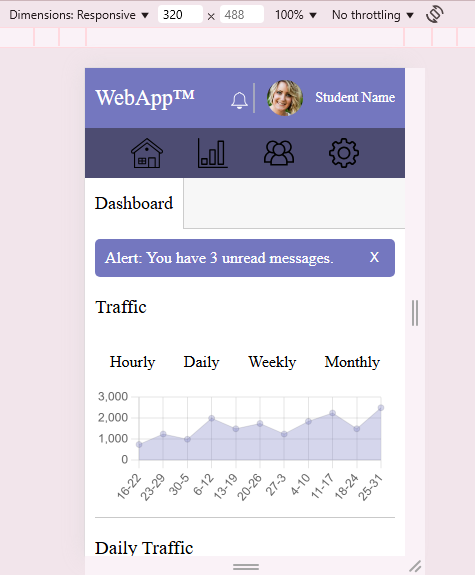 Dimensions: Responsive ▼ 320 x 488 100% ▼ No throttling ▼
WebApp™ Student Name
Dashboard
Alert: You have 3 unread messages. X
Traffic
Hourly Daily Weekly Monthly
3,000
2,000
1,000
0
16-22 23-29 30-5 6-12 13-19 20-26 27-3 4-10 11-17 18-24 25-31
Daily Traffic